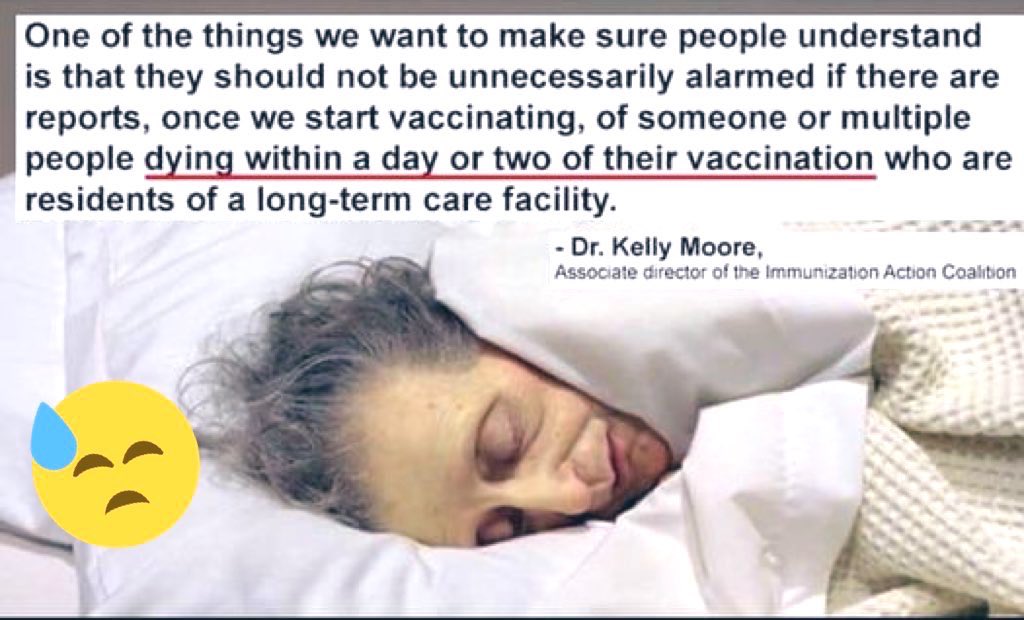 One of the things we want to make sure people understand
is that they should not be unnecessarily alarmed if there are
reports, once we start vaccinating, of someone or multiple
people dying within a day or two of their vaccination who are
residents of a long-term care facility.
- Dr. Kelly Moore,
Associate director of the Immunization Action Coalition